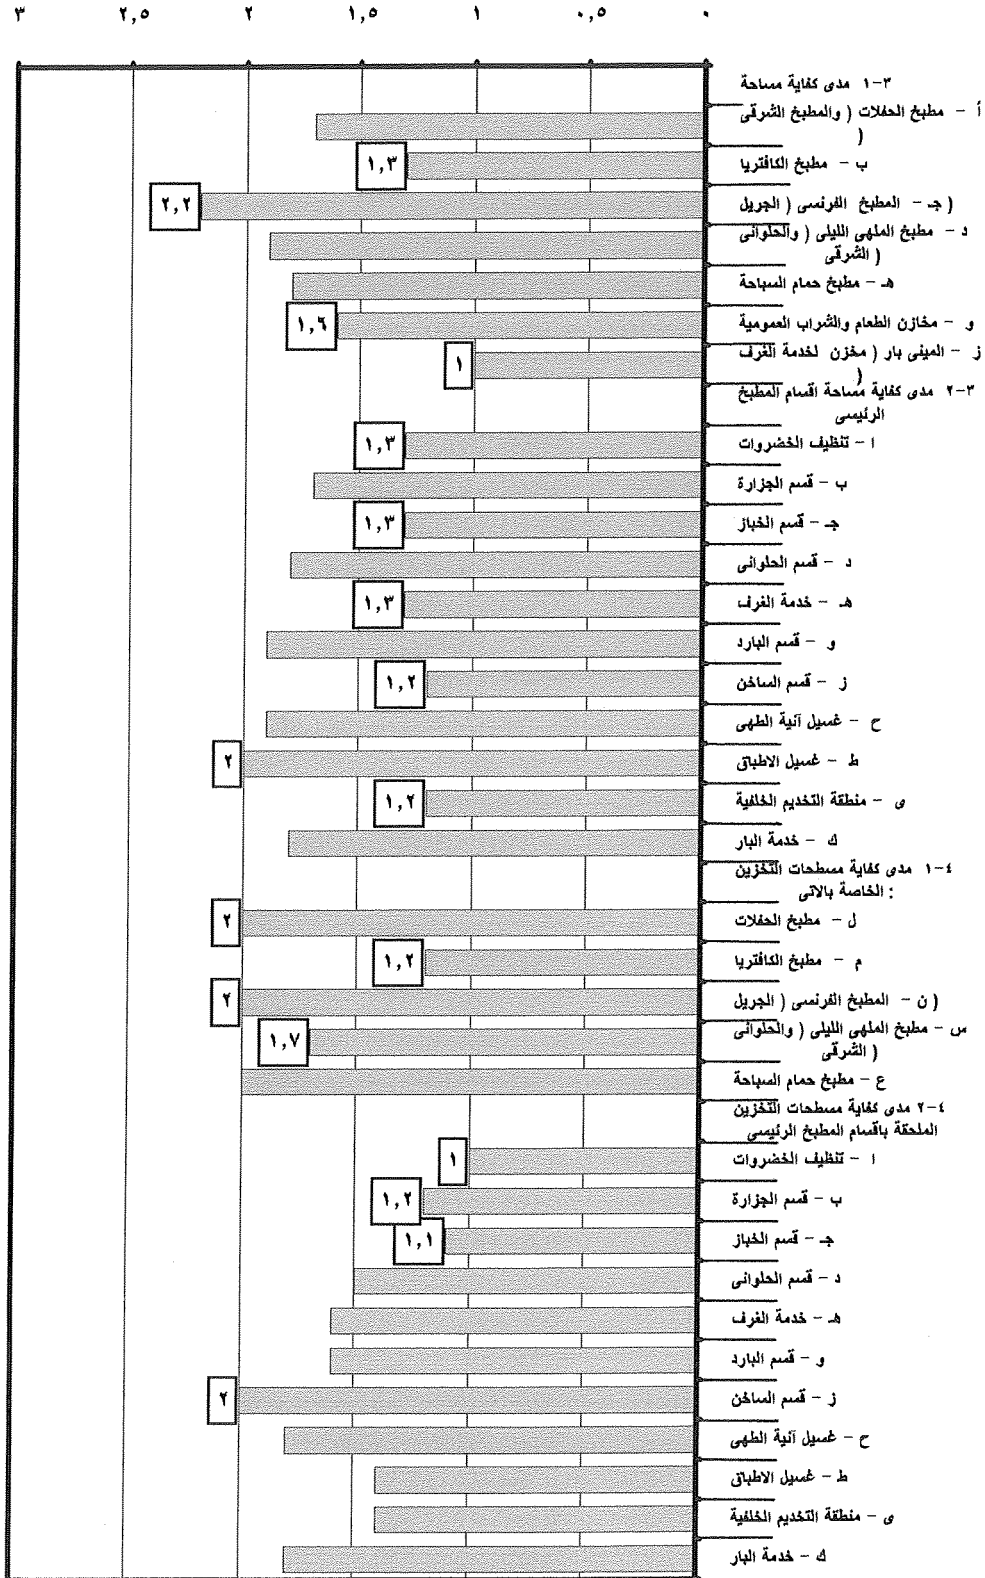 ٣ ٢,٥ ٢ ١,٥ ١ ٠,٥ ٠
٣-١ مدى كفاية مساحة
أ - مطبخ الحفلات ( والمطبخ الشرقى
(
ب - مطبخ الكافتريا
١,٣
( جـ - المطبخ الفرنسى ( الجريل
٢,٢
د - مطبخ الملهى الليلى ( والحلوانى
( الشرقى
هـ - مطبخ حمام السباحة
و - مخازن الطعام والشراب العمومية
١,٦
ز - المينى بار ( مخزن لخدمة الغرف
(
١
٣-٢ مدى كفاية مساحة اقسام المطبخ
الرئيسى
ا - تنظيف الخضروات
١,٣
ب - قسم الجزارة
جـ - قسم الخباز
١,٣
د - قسم الحلوانى
هـ - خدمة الغرف
١,٣
و - قسم البارد
ز - قسم الساخن
١,٢
ح - غسيل آنية الطهى
ط - غسيل الاطباق
٢
ى - منطقة التخديم الخلفية
١,٢
ك - خدمة البار
٤-١ مدى كفاية مسطحات التخزين
: الخاصة بالاتى
ل - مطبخ الحفلات
٢
م - مطبخ الكافتريا
١,٢
( ن - المطبخ الفرنسى ( الجريل
٢
س - مطبخ الملهى الليلى ( والحلوانى
( الشرقى
١,٧
ع - مطبخ حمام السباحة
٤-٢ مدى كفاية مسطحات التخزين
الملحقة باقسام المطبخ الرئيسى
ا - تنظيف الخضروات
١
ب - قسم الجزارة
١,٢
جـ - قسم الخباز
١,١
د - قسم الحلوانى
هـ - خدمة الغرف
و - قسم البارد
ز - قسم الساخن
٢
ح - غسيل آنية الطهى
ط - غسيل الاطباق
ى - منطقة التخديم الخلفية
ك - خدمة البار